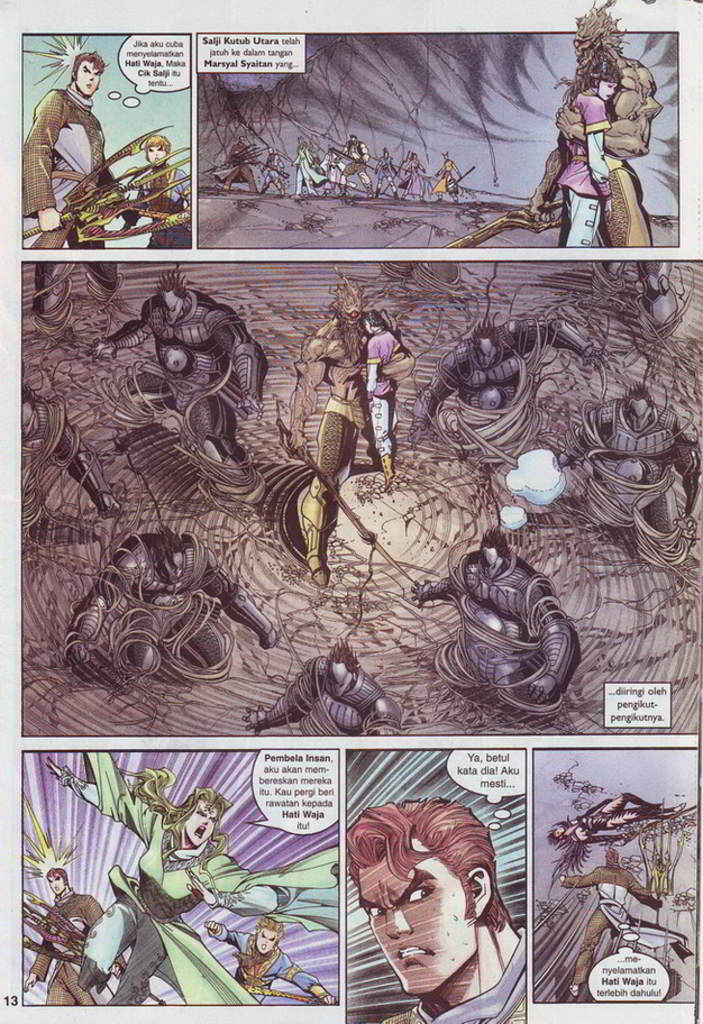 Jika aku cuba
menyelamatkan
Hati Waja, Maka
Cik Salji itu
tentu...
Salji Kutub Utara telah
jatuh ke dalam tangan
Marsyal Syaitan yang...
...diiringi oleh
pengikut-
pengikutnya.
Pembela Insan,
aku akan mem-
bereskan mereka
itu. Kau pergi beri
rawatan kepada
Hati Waja
itu!
Ya, betul
kata dia! Aku
mesti...
...me-
nyelamatkan
Hati Waja itu
terlebih dahulu!
13